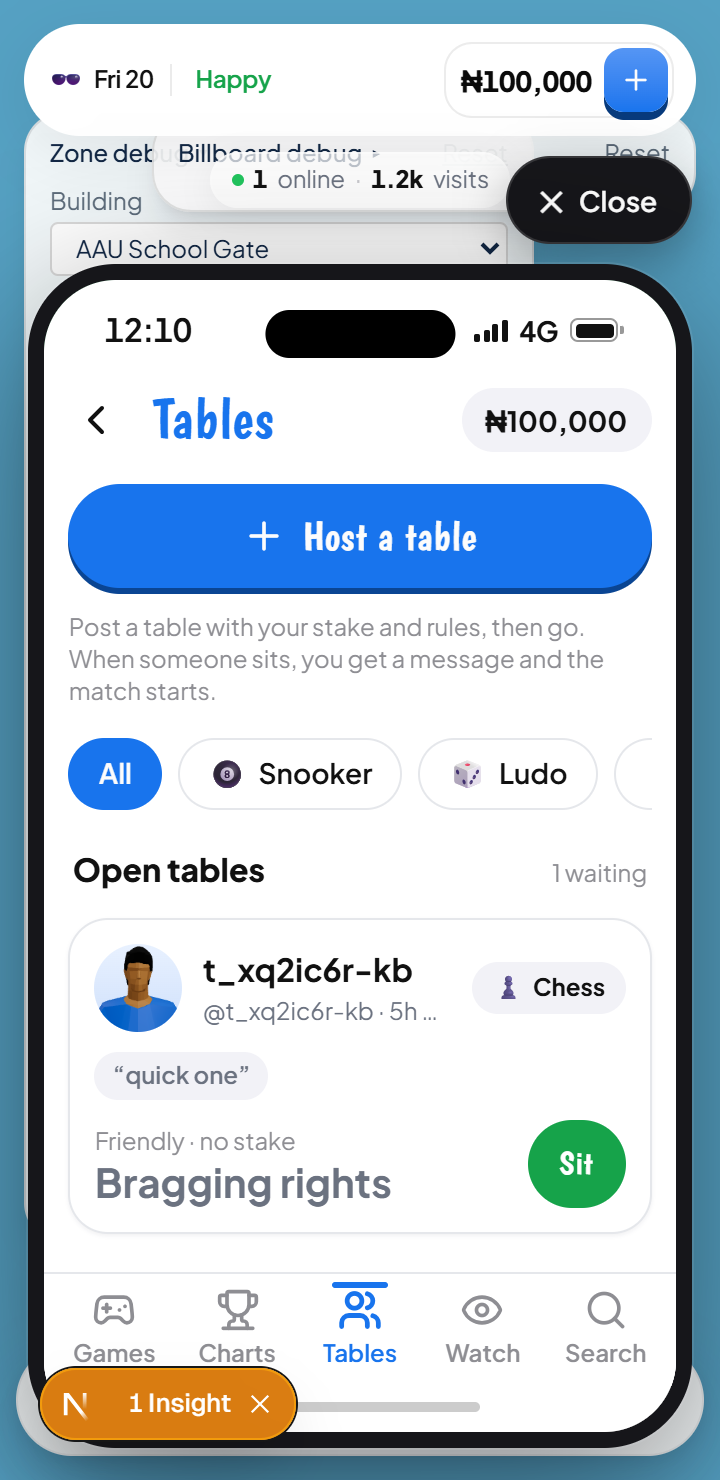 Fri 20
Happy
₦100,000
Zone debug
Billboard debug
Reset
Reset
1 online · 1.2k visits
Close
Building
AAU School Gate
12:10
4G
Tables
₦100,000
Host a table
Post a table with your stake and rules, then go.
When someone sits, you get a message and the
match starts.
All
Snooker
Ludo
Open tables
1 waiting
t_xq2ic6r-kb
@t_xq2ic6r-kb · 5h ...
Chess
“quick one”
Friendly · no stake
Bragging rights
Sit
Games
Charts
Tables
Watch
Search
N
1 Insight